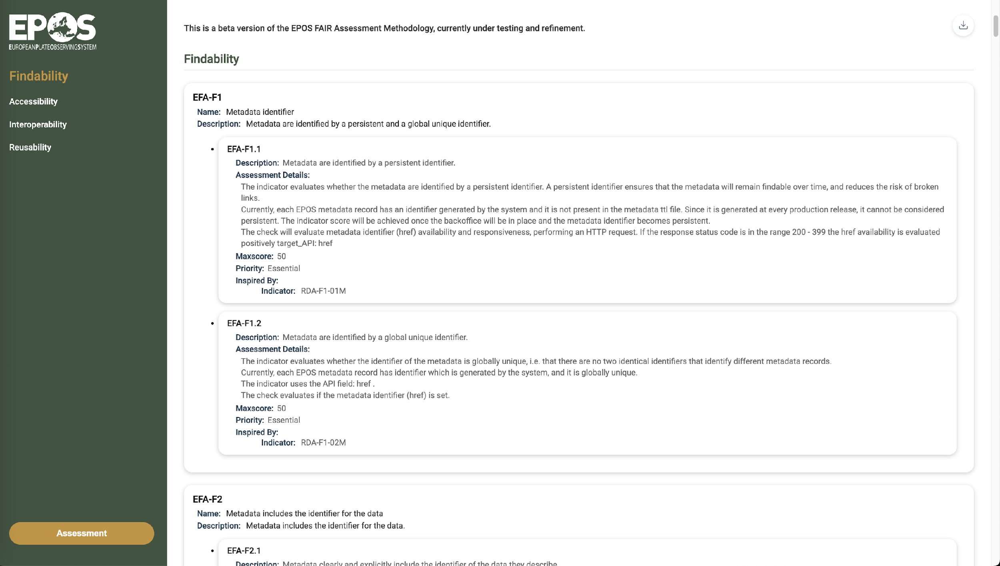 EPOS
EUROPEANPLATEOBSERVINGSYSTEM
Findability
Accessibility
Interoperability
Reusability
Assessment
This is a beta version of the EPOS FAIR Assessment Methodology, currently under testing and refinement.
Findability
EFA-F1
Name: Metadata identifier
Description: Metadata are identified by a persistent and a global unique identifier.
• EFA-F1.1
Description: Metadata are identified by a persistent identifier.
Assessment Details:
The indicator evaluates whether the metadata are identified by a persistent identifier. A persistent identifier ensures that the metadata will remain findable over time, and reduces the risk of broken
links.
Currently, each EPOS metadata record has an identifier generated by the system and it is not present in the metadata ttl file. Since it is generated at every production release, it cannot be considered
persistent. The indicator score will be achieved once the backoffice will be in place and the metadata identifier becomes persistent.
The check will evaluate metadata identifier (href) availability and responsiveness, performing an HTTP request. If the response status code is in the range 200 - 399 the href availability is evaluated
positively target_API: href
Maxscore: 50
Priority: Essential
Inspired By:
Indicator: RDA-F1-01M
• EFA-F1.2
Description: Metadata are identified by a global unique identifier.
Assessment Details:
The indicator evaluates whether the identifier of the metadata is globally unique, i.e. that there are no two identical identifiers that identify different metadata records.
Currently, each EPOS metadata record has identifier which is generated by the system, and it is globally unique.
The indicator uses the API field: href .
The check evaluates if the metadata identifier (href) is set.
Maxscore: 50
Priority: Essential
Inspired By:
Indicator: RDA-F1-02M
EFA-F2
Name: Metadata includes the identifier for the data
Description: Metadata includes the identifier for the data.
• EFA-F2.1
Description: Metadata clearly and explicitly include the identifier of the data they describe